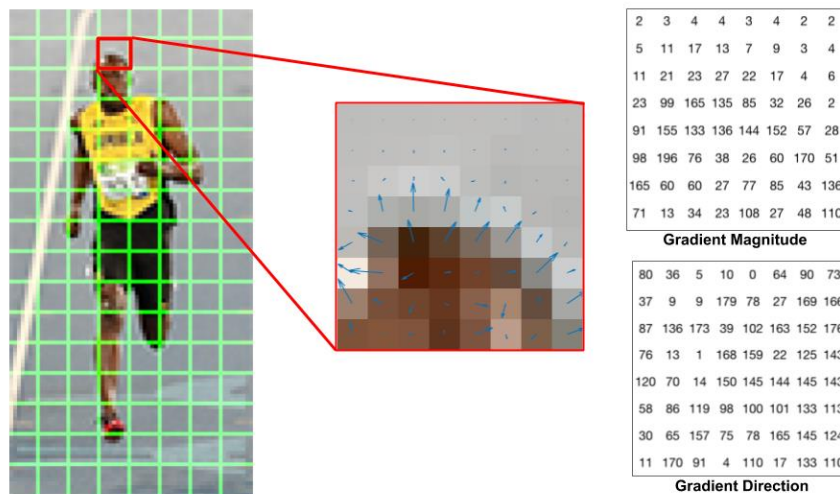 2 3 4 4 3 4 2 2
5 11 17 13 7 9 3 4
11 21 23 27 22 17 4 6
23 99 165 135 85 32 26 2
91 155 133 136 144 152 57 28
98 196 76 38 26 60 170 51
165 60 60 27 77 85 43 136
71 13 34 23 108 27 48 110
Gradient Magnitude
80 36 5 10 0 64 90 73
37 9 9 179 78 27 169 166
87 136 173 39 102 163 152 176
76 13 1 168 159 22 125 143
120 70 14 150 145 144 145 143
58 86 119 98 100 101 133 113
30 65 157 75 78 165 145 124
11 170 91 4 110 17 133 110
Gradient Direction